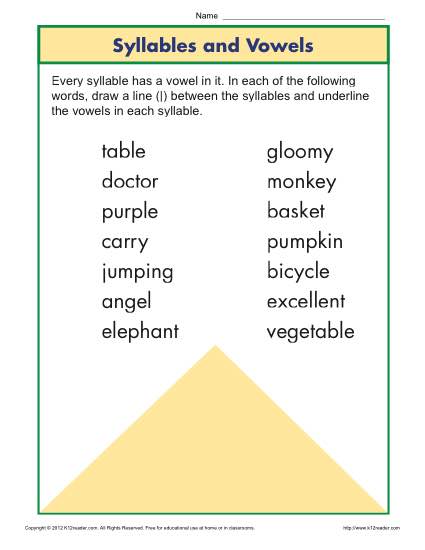 Name
Syllables and Vowels
Every syllable has a vowel in it. In each of the following
words, draw a line (|) between the syllables and underline
the vowels in each syllable.
table
doctor
purple
carry
jumping
angel
elephant
gloomy
monkey
basket
pumpkin
bicycle
excellent
vegetable
Copyright © 2012 K12reader.com. All Rights Reserved. Free for educational use at home or in classrooms.
http://www.k12reader.com